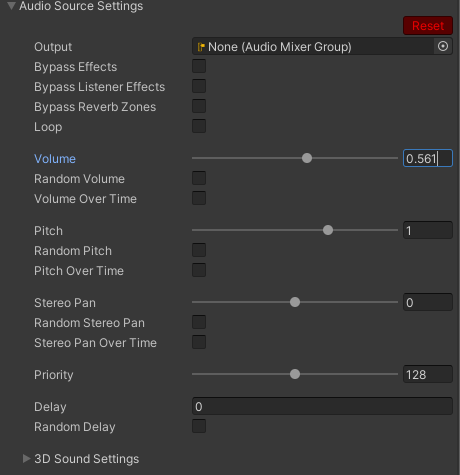 Audio Source Settings
Reset
Output None (Audio Mixer Group)
Bypass Effects
Bypass Listener Effects
Bypass Reverb Zones
Loop
Volume 0.561
Random Volume
Volume Over Time
Pitch 1
Random Pitch
Pitch Over Time
Stereo Pan 0
Random Stereo Pan
Stereo Pan Over Time
Priority 128
Delay 0
Random Delay
3D Sound Settings